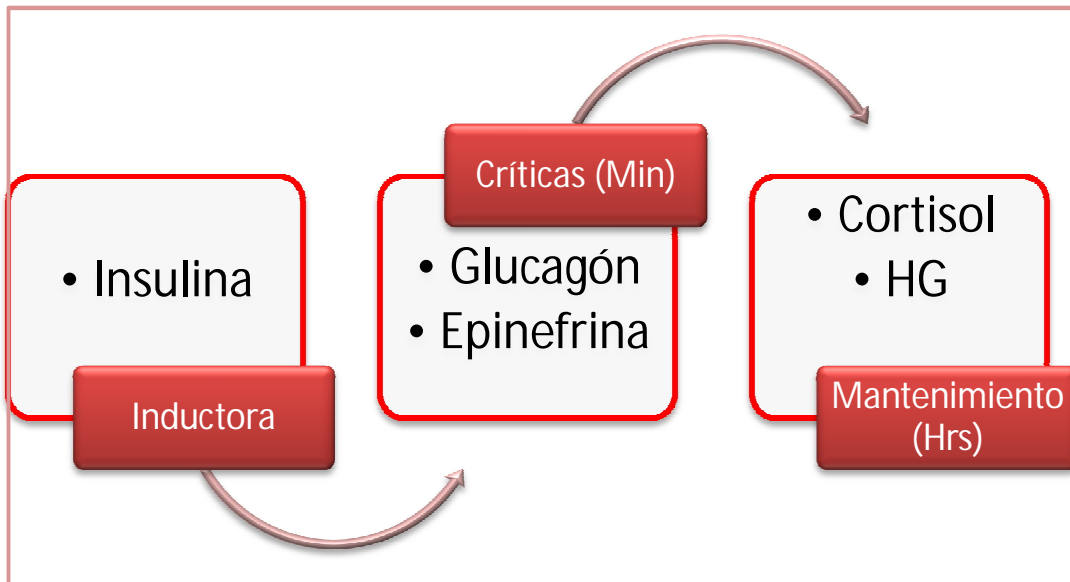 • Insulina
Inductora
Críticas (Min)
• Glucagón
• Epinefrina
• Cortisol
• HG
Mantenimiento
(Hrs)